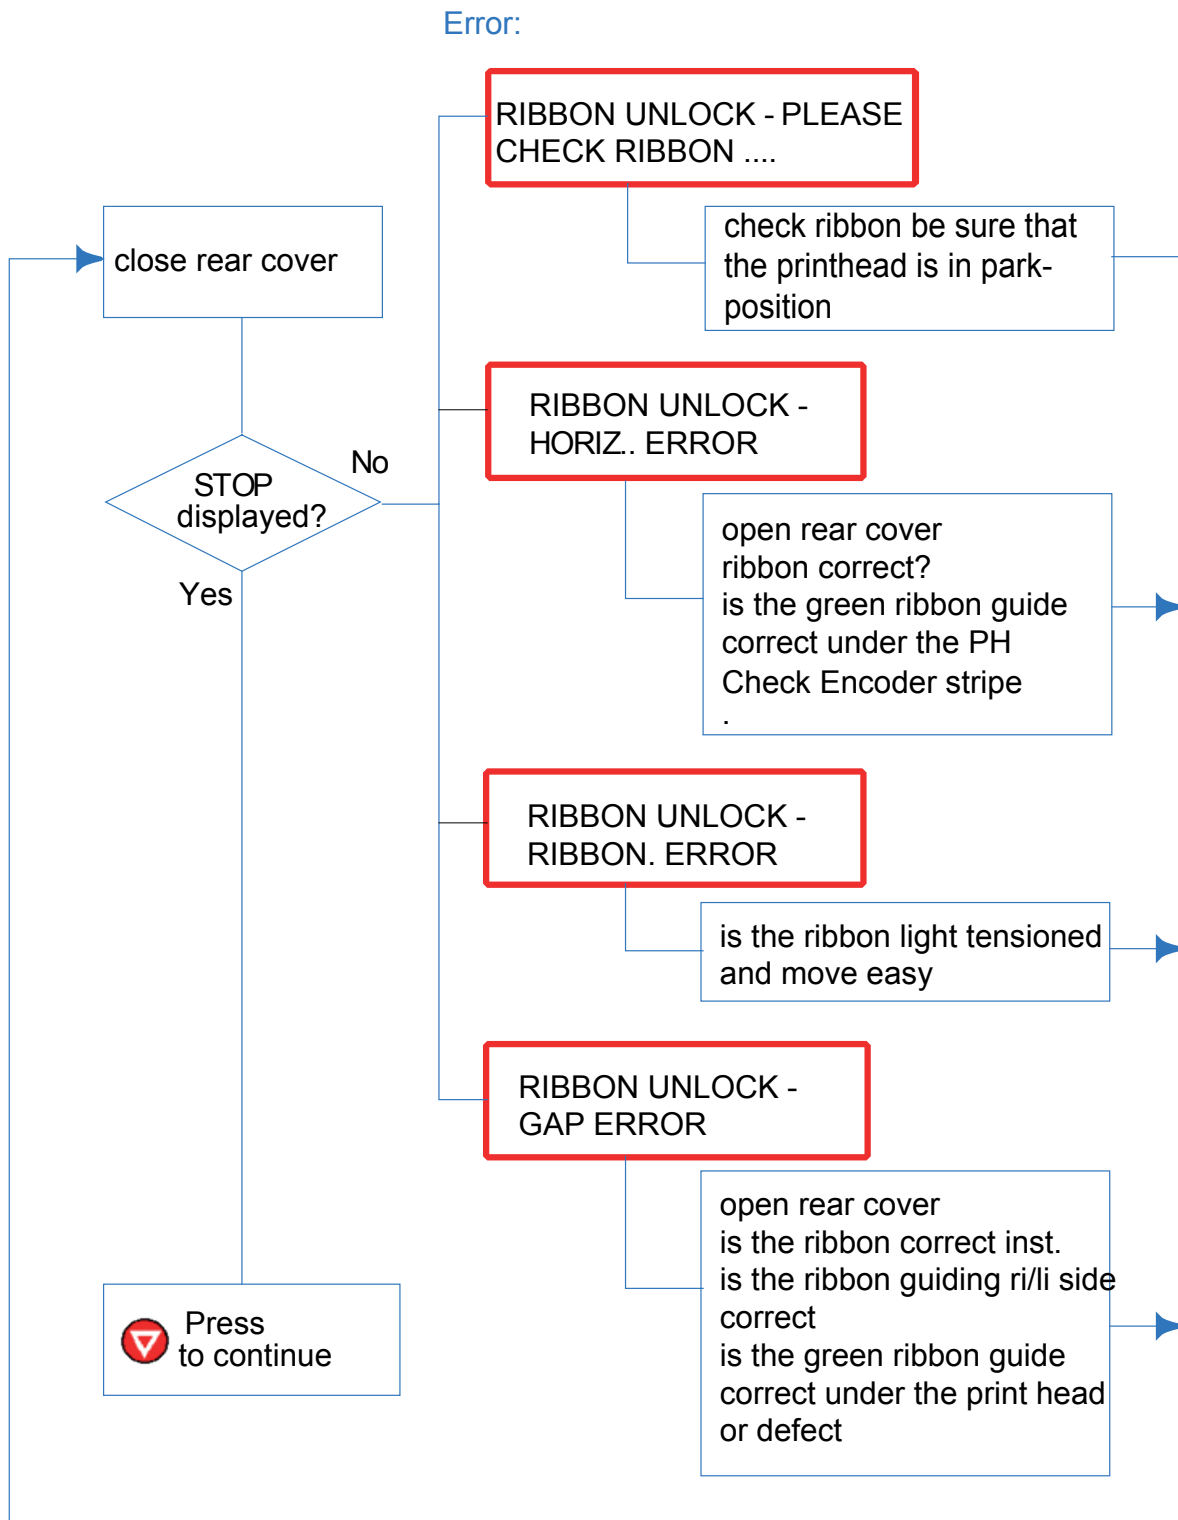 Error:
RIBBON UNLOCK - PLEASE
CHECK RIBBON ....
check ribbon be sure that
the printhead is in park-
position
close rear cover
STOP
displayed?
No
Yes
RIBBON UNLOCK -
HORIZ.. ERROR
open rear cover
ribbon correct?
is the green ribbon guide
correct under the PH
Check Encoder stripe
.
RIBBON UNLOCK -
RIBBON. ERROR
is the ribbon light tensioned
and move easy
RIBBON UNLOCK -
GAP ERROR
open rear cover
is the ribbon correct inst.
is the ribbon guiding ri/li side
correct
is the green ribbon guide
correct under the print head
or defect
Press
to continue